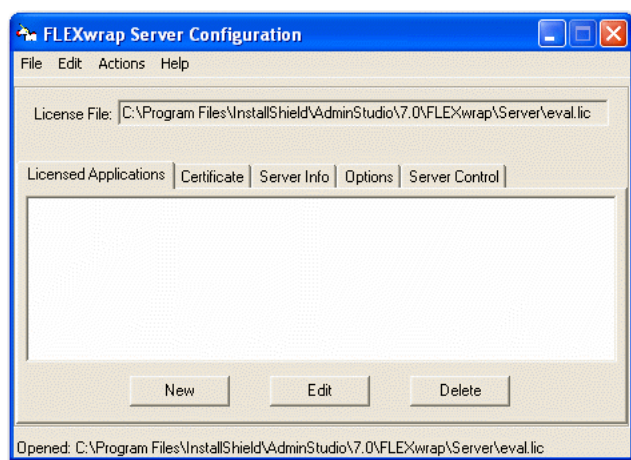 FLEXwrap Server Configuration
File Edit Actions Help
License File: C:\Program Files\InstallShield\AdminStudio\7.0\FLEXwrap\Server\eval.lic
Licensed Applications Certificate Server Info Options Server Control
New Edit Delete
Opened: C:\Program Files\InstallShield\AdminStudio\7.0\FLEXwrap\Server\eval.lic